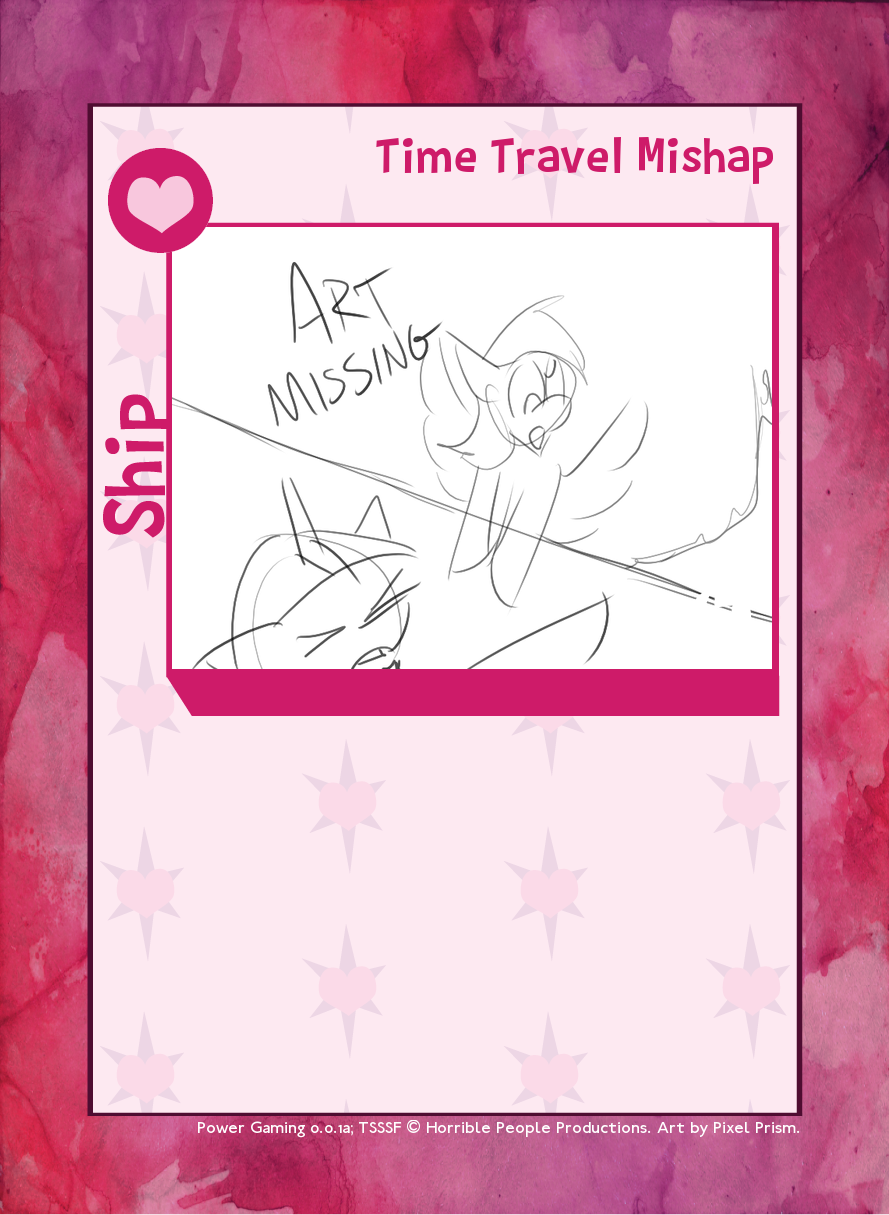 Time Travel Mishap
ART
MISSING
Ship
Power Gaming 0.0.1a; TSSSF © Horrible People Productions. Art by Pixel Prism.